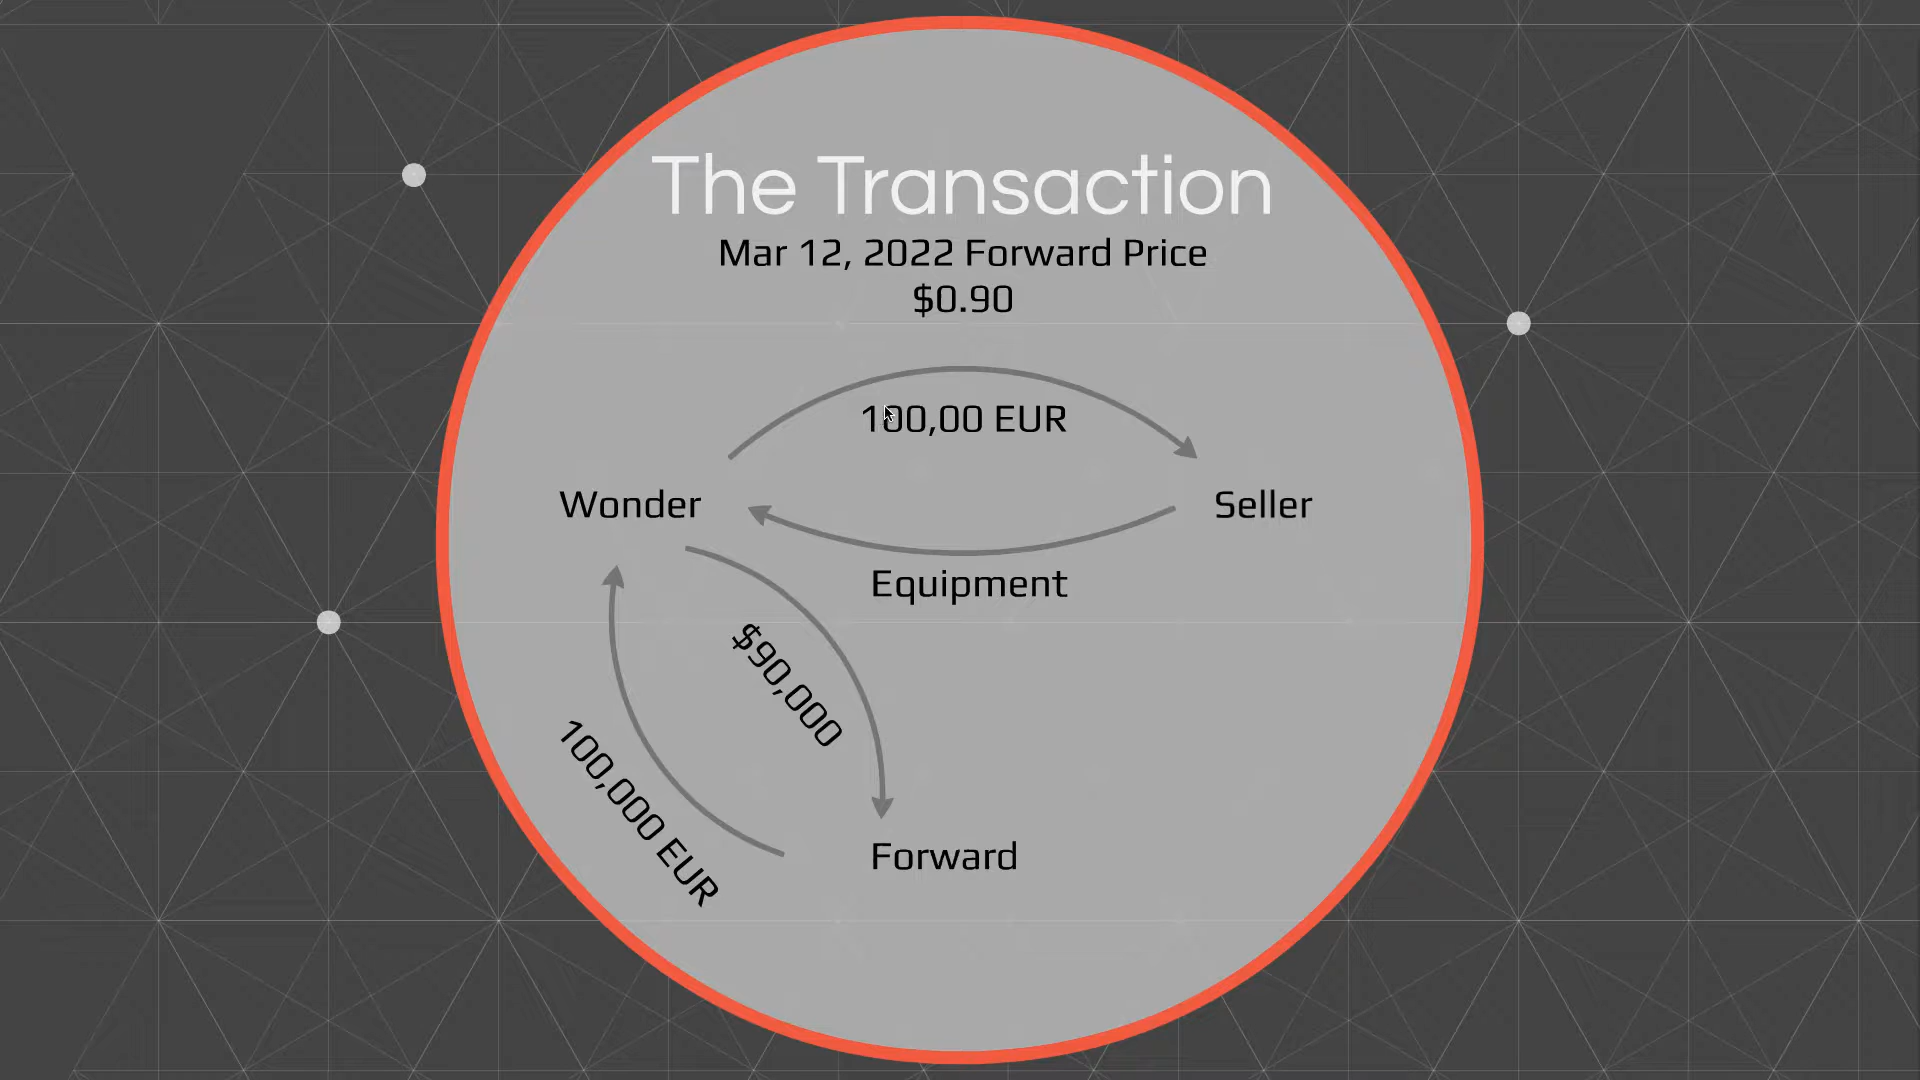 The Transaction
Mar 12, 2022 Forward Price
$0.90
100,00 EUR
Wonder
Seller
Equipment
$90,000
100,000 EUR
Forward